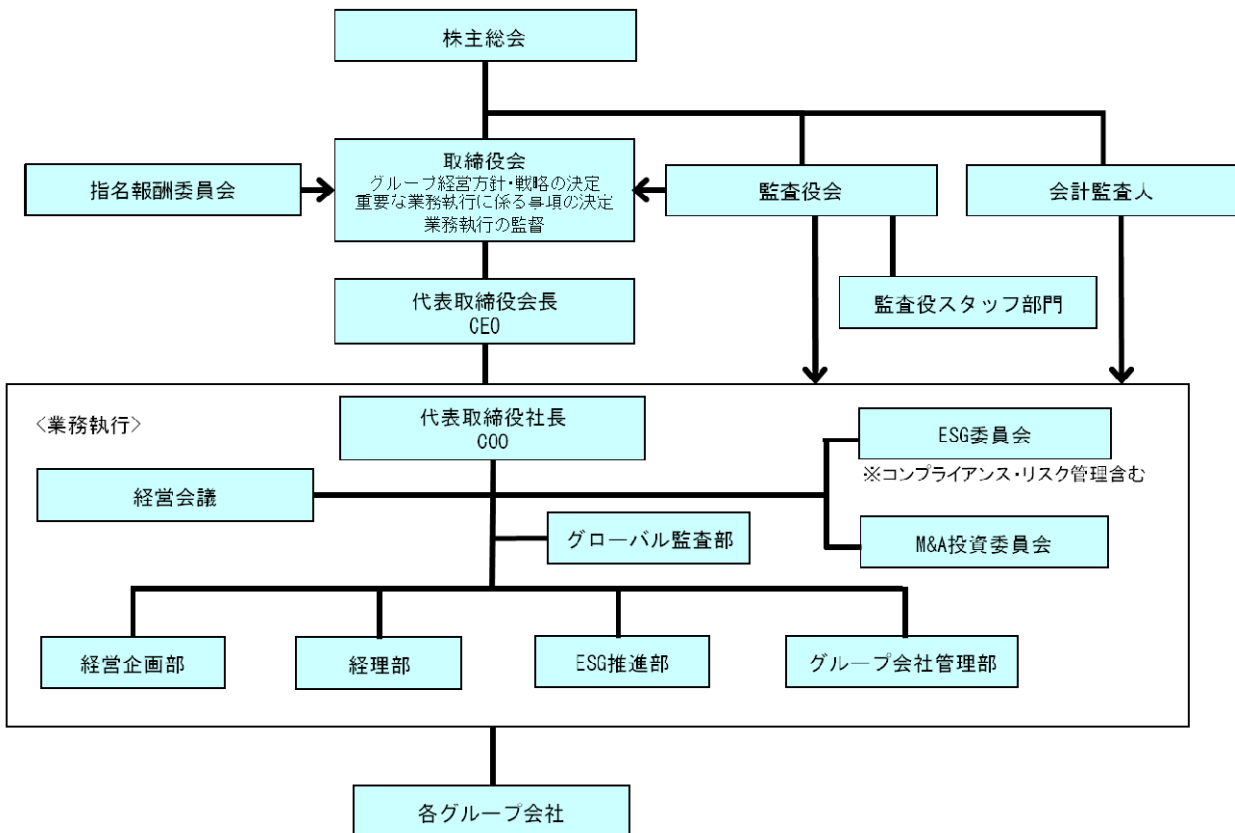 株主総会
指名報酬委員会
取締役会
グループ経営方針・戦略の決定
重要な業務執行に係る事項の決定
業務執行の監督
監査役会
会計監査人
監査役スタッフ部門
代表取締役会長
CEO
<業務執行>
代表取締役社長
COO
ESG委員会
※コンプライアンス・リスク管理含む
経営会議
グローバル監査部
M&A投資委員会
経営企画部
経理部
ESG推進部
グループ会社管理部
各グループ会社